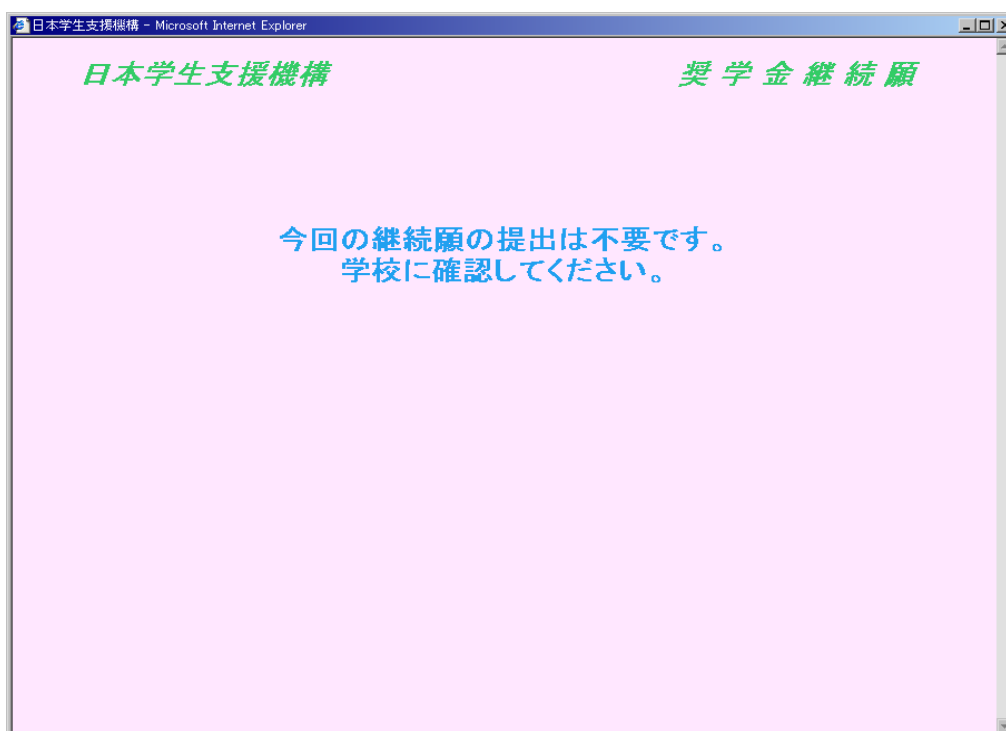 日本学生支援機構 - Microsoft Internet Explorer
日本学生支援機構 奨学金継続願
今回の継続願の提出は不要です。
学校に確認してください。